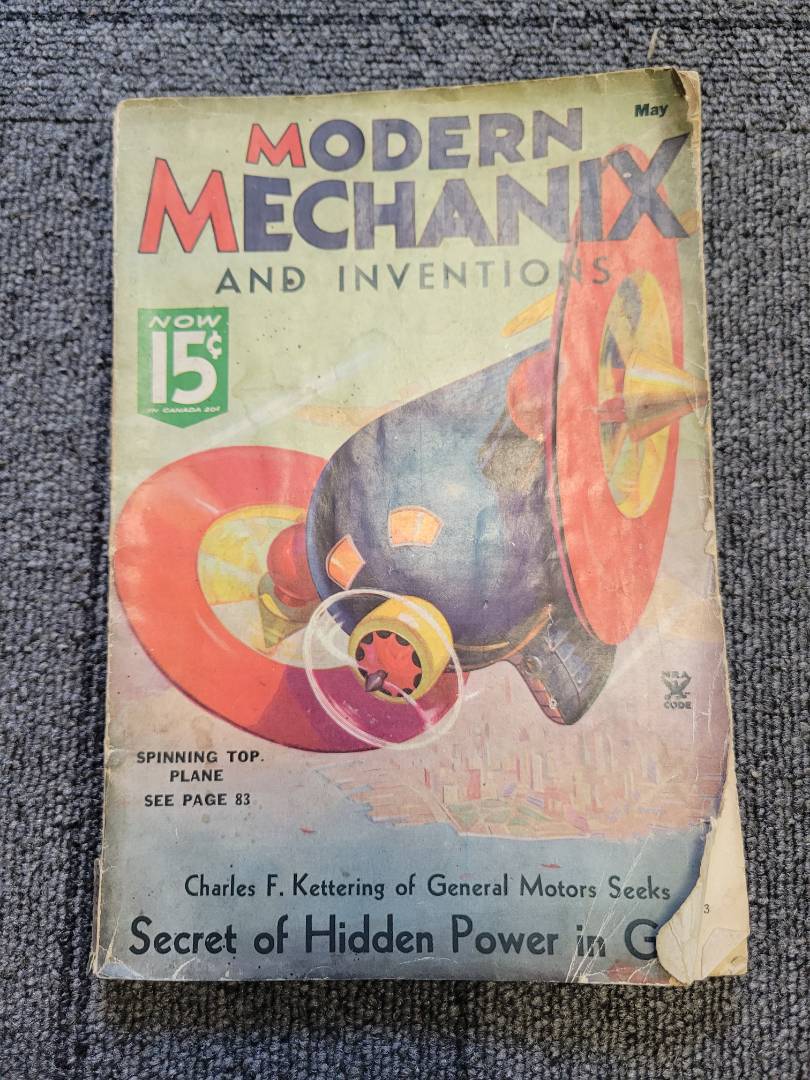 May
MODERN
MECHANIX
AND INVENTIONS
NOW
15¢
IN CANADA 20¢
NRA
CODE
SPINNING TOP
PLANE
SEE PAGE 83
Charles F. Kettering of General Motors Seeks
Secret of Hidden Power in G
3